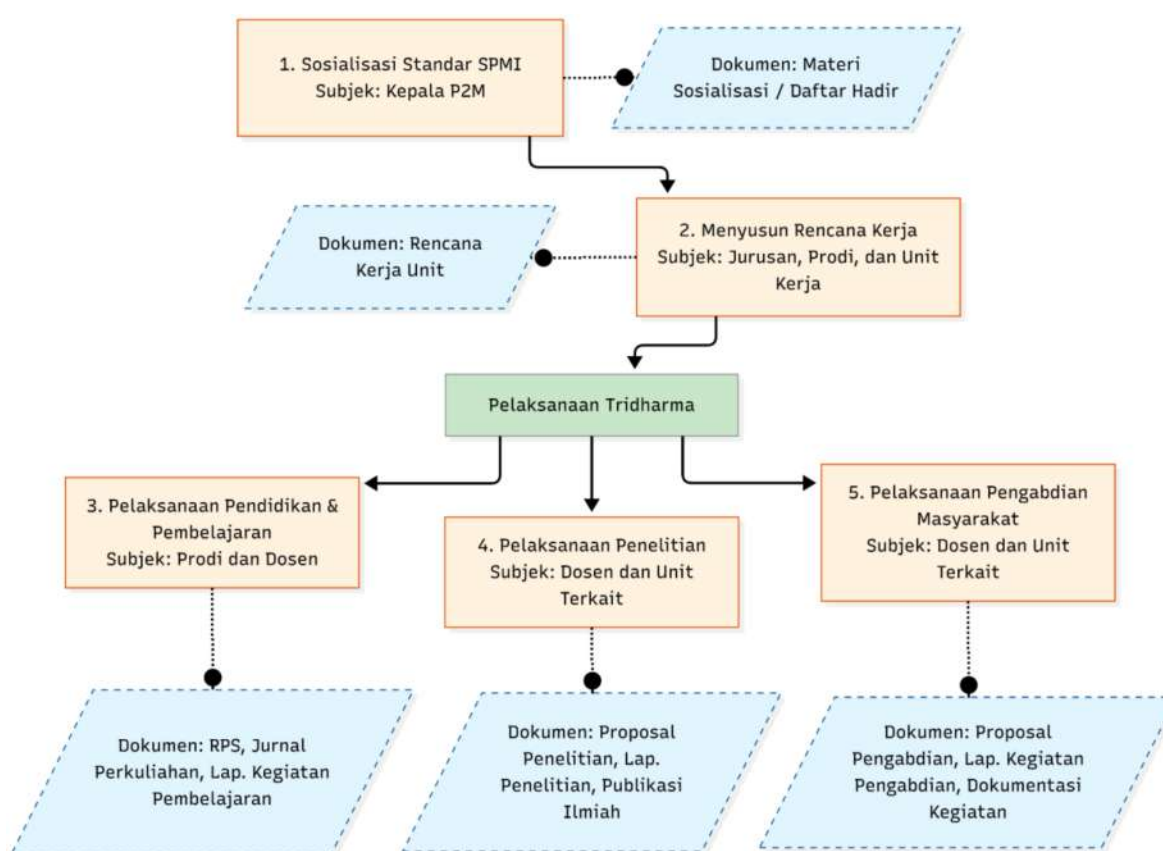 1. Sosialisasi Standar SPMI
Subjek: Kepala P2M
Dokumen: Materi
Sosialisasi / Daftar Hadir
2. Menyusun Rencana Kerja
Subjek: Jurusan, Prodi, dan Unit
Kerja
Dokumen: Rencana
Kerja Unit
Pelaksanaan Tridharma
3. Pelaksanaan Pendidikan &
Pembelajaran
Subjek: Prodi dan Dosen
4. Pelaksanaan Penelitian
Subjek: Dosen dan Unit
Terkait
5. Pelaksanaan Pengabdian
Masyarakat
Subjek: Dosen dan Unit
Terkait
Dokumen: RPS, Jurnal
Perkuliahan, Lap. Kegiatan
Pembelajaran
Dokumen: Proposal
Penelitian, Lap.
Penelitian, Publikasi
Ilmiah
Dokumen: Proposal
Pengabdian, Lap. Kegiatan
Pengabdian, Dokumentasi
Kegiatan